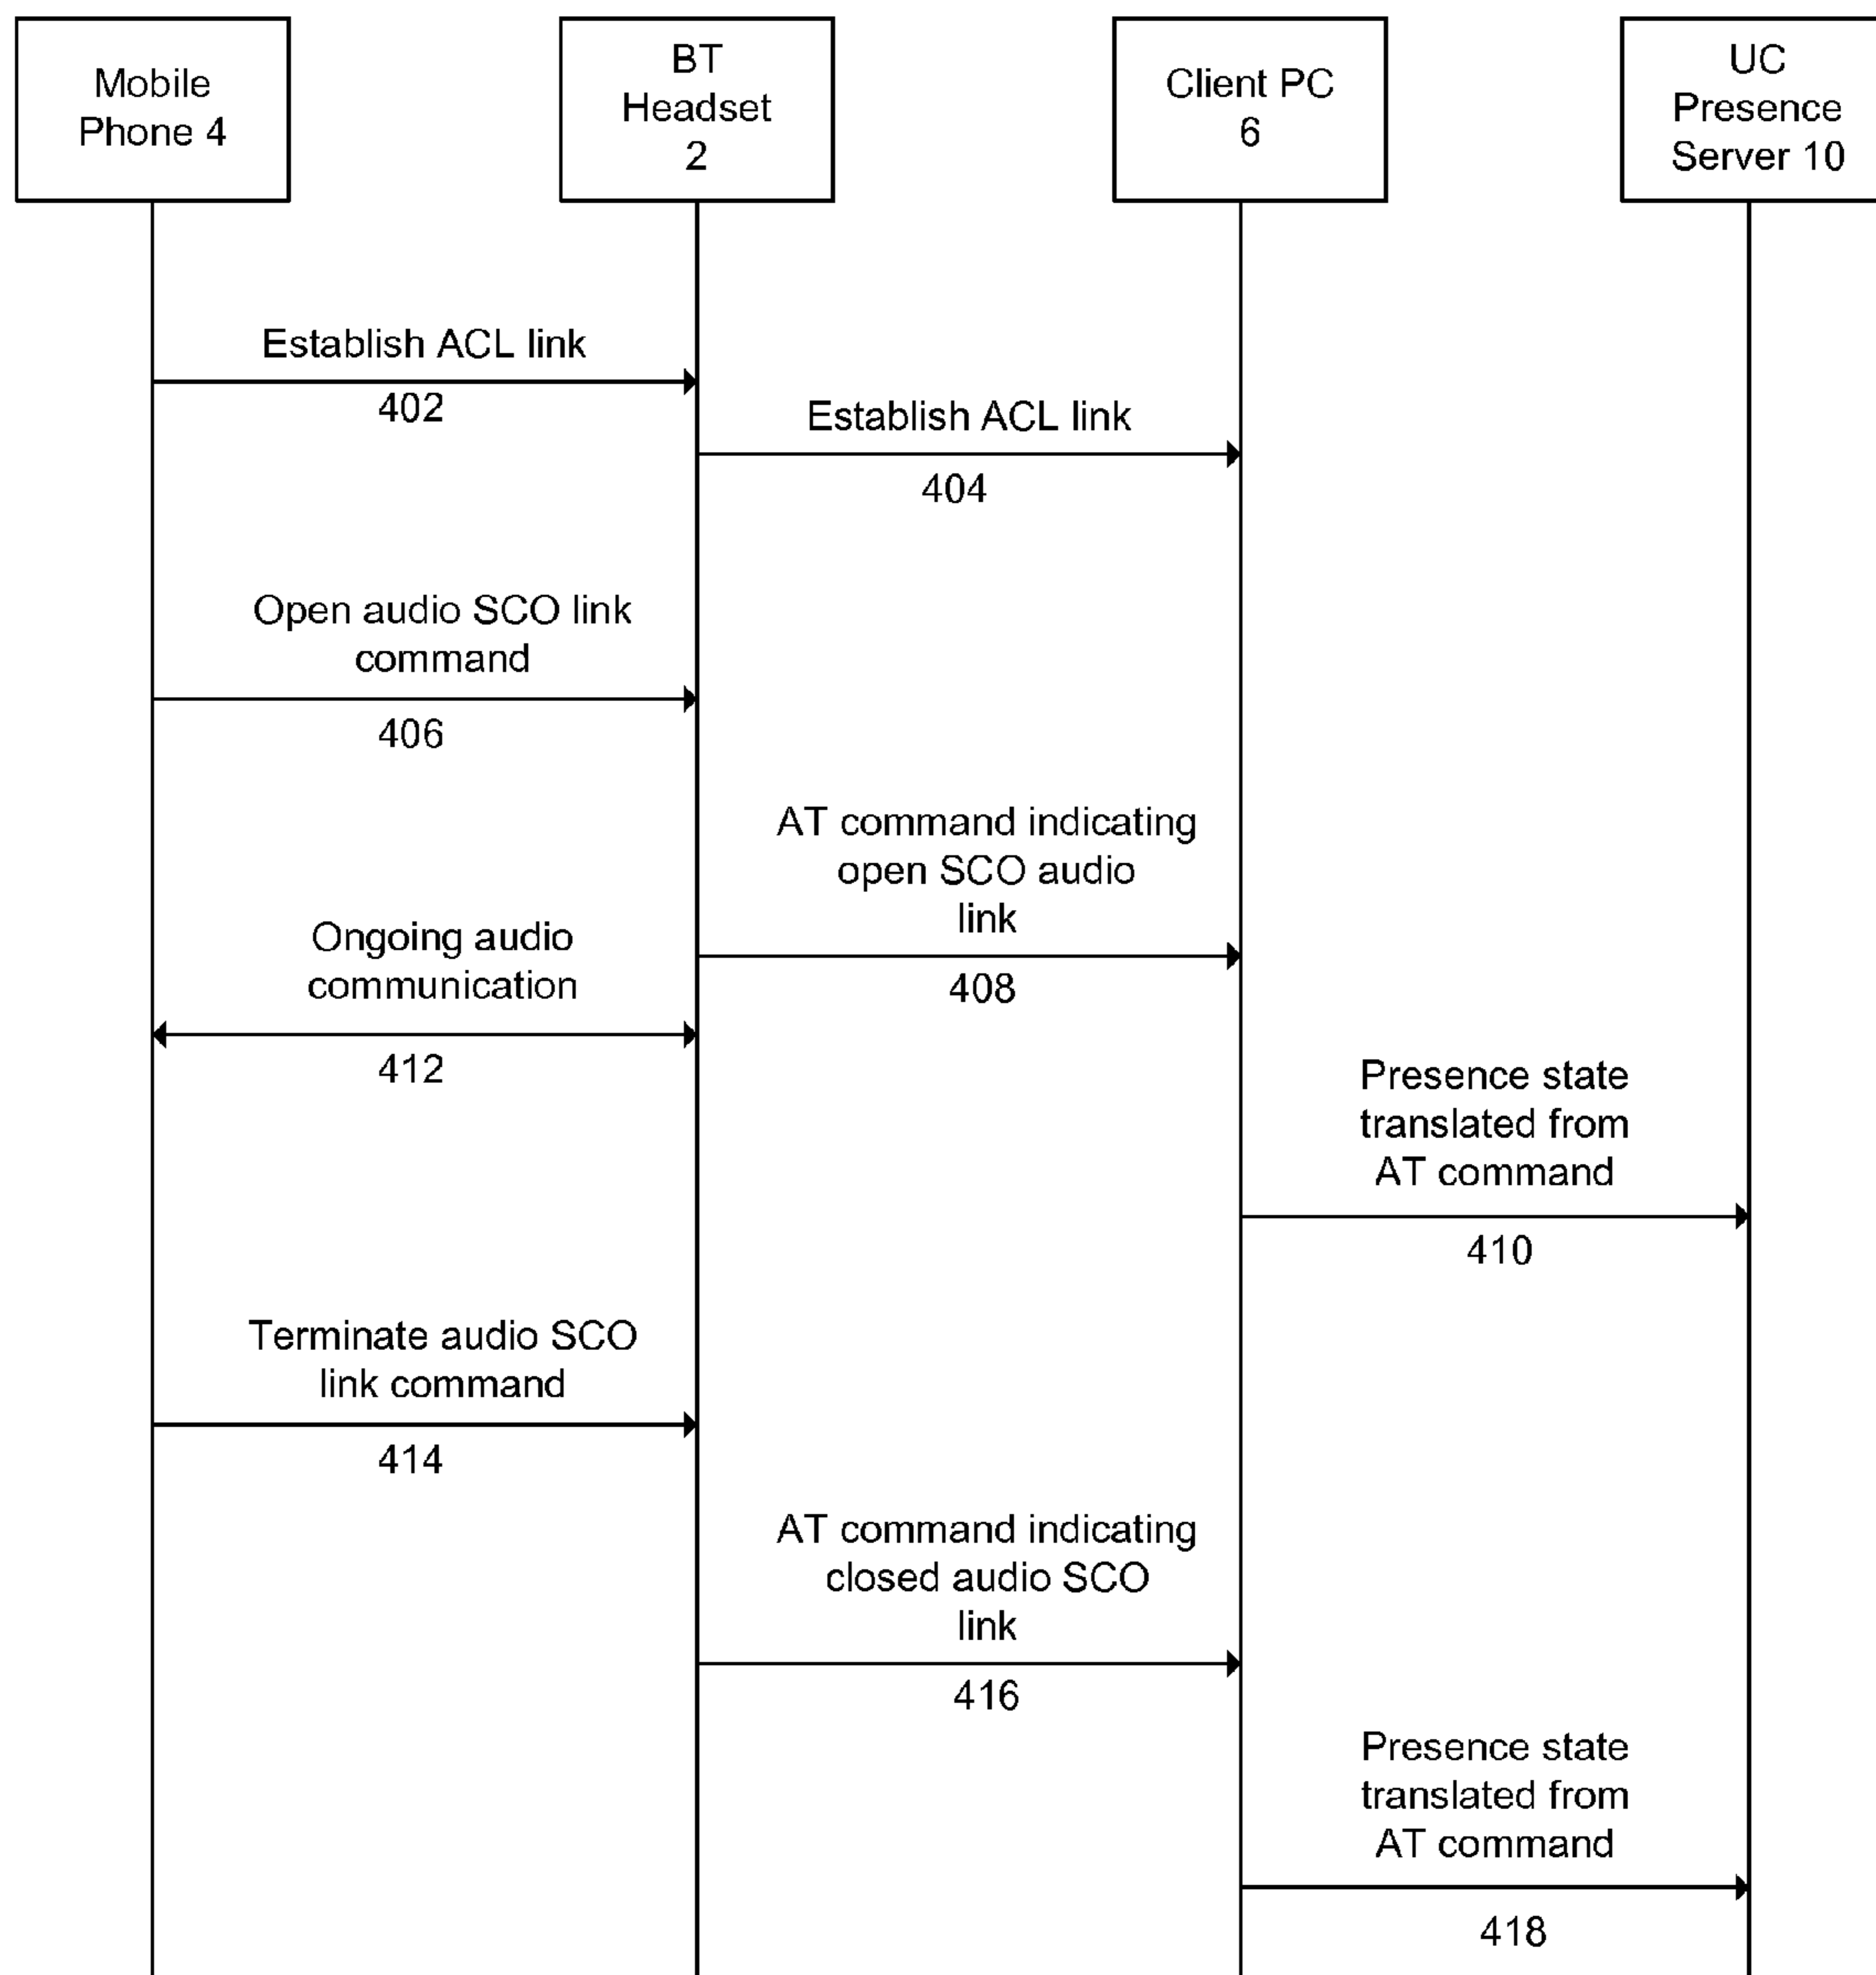 Mobile
Phone 4
BT
Headset
2
Client PC
6
UC
Presence
Server 10
Establish ACL link
402
Establish ACL link
404
Open audio SCO link
command
406
AT command indicating
open SCO audio
link
408
Ongoing audio
communication
412
Presence state
translated from
AT command
410
Terminate audio SCO
link command
414
AT command indicating
closed audio SCO
link
416
Presence state
translated from
AT command
418